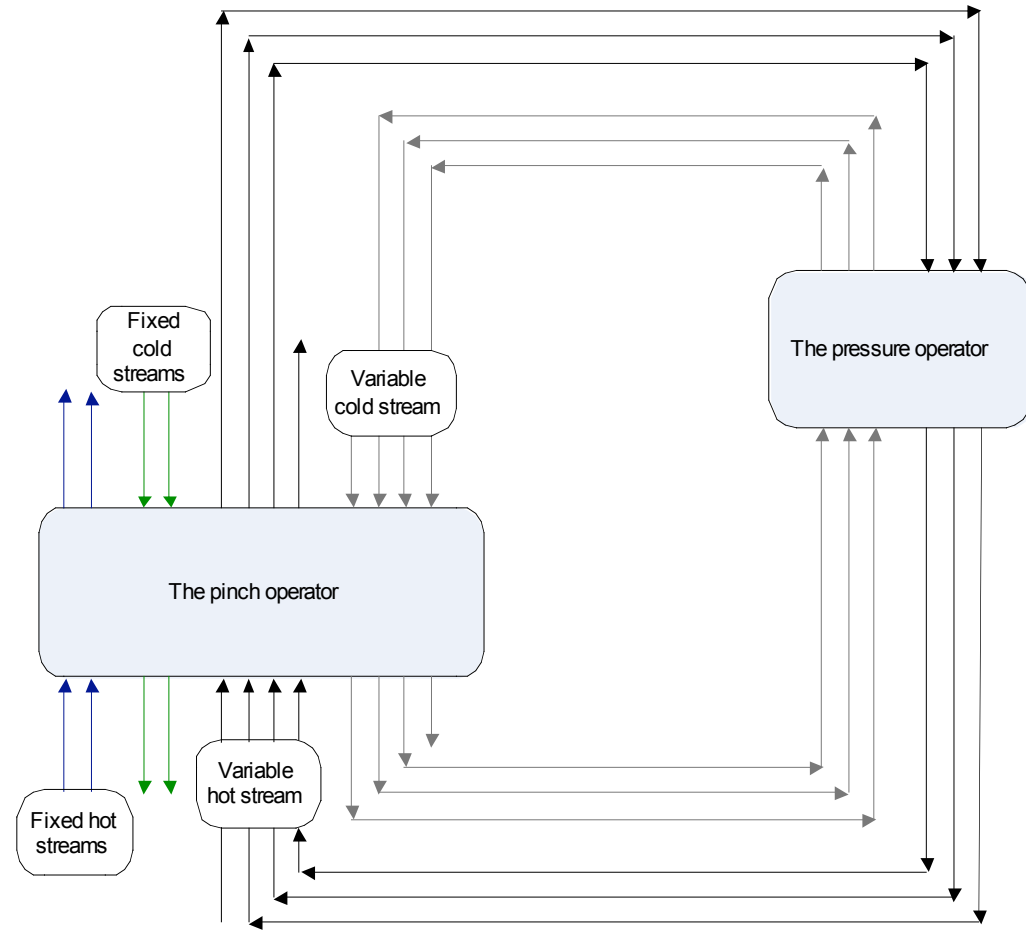 Fixed
cold
streams
Variable
cold stream
The pressure operator
The pinch operator
Variable
hot stream
Fixed hot
streams